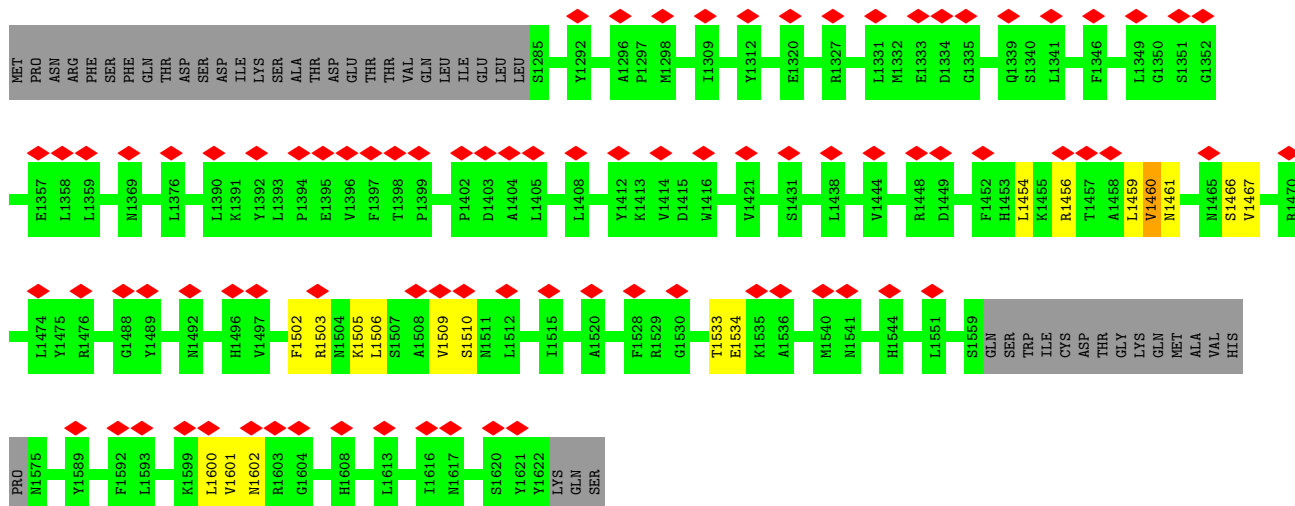 MET PRO ASN ARG PHE SER PHE GLN THR ASP SER ASP ILE LYS SER ALA THR ASP GLU THR THR VAL GLN LEU ILE GLU LEU LEU S1285 Y1292 A1296 P1297 M1298 I1309 Y1312 E1320 R1327 L1331 M1332 E1333 D1334 G1335 Q1339 S1340 L1341 F1346 L1349 G1350 S1351 G1352
E1357 L1358 L1359 N1369 L1376 L1390 K1391 Y1392 L1393 P1394 E1395 V1396 F1397 T1398 P1399 P1402 D1403 A1404 L1405 L1408 Y1412 K1413 V1414 D1415 W1416 V1421 S1431 L1438 V1444 R1448 D1449 F1452 H1453 L1454 K1455 R1456 T1457 A1458 L1459 V1460 N1461 N1465 S1466 V1467 R1470
L1474 Y1475 R1476 G1488 Y1489 N1492 H1496 V1497 F1502 R1503 N1504 K1505 L1506 S1507 A1508 V1509 S1510 N1511 L1512 I1515 A1520 F1528 R1529 G1530 T1533 E1534 K1535 A1536 M1540 N1541 H1544 L1551 S1559 GLN SER TRP ILE CYS ASP THR GLY LYS GLN MET ALA VAL HIS
PRO N1575 Y1589 F1592 L1593 K1599 L1600 V1601 N1602 R1603 G1604 H1608 L1613 I1616 N1617 S1620 Y1621 Y1622 LYS GLN SER